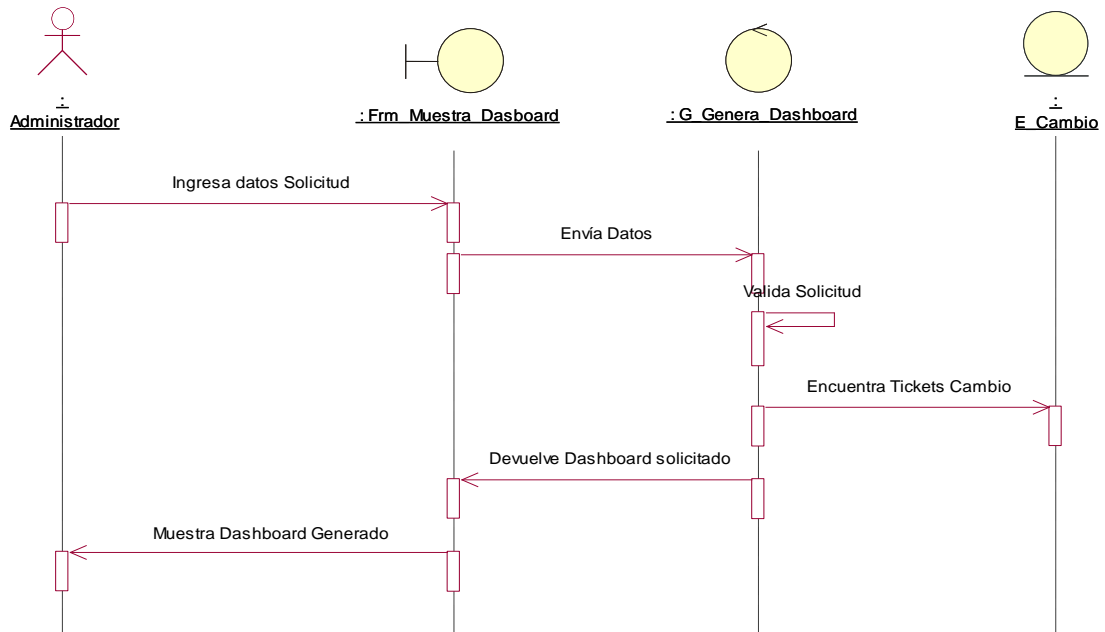 :
Administrador
: Frm_Muestra_Dasboard
: G_Genera_Dashboard
:
E_Cambio
Ingresa datos Solicitud
Envía Datos
Valida Solicitud
Encuentra Tickets Cambio
Devuelve Dashboard solicitado
Muestra Dashboard Generado